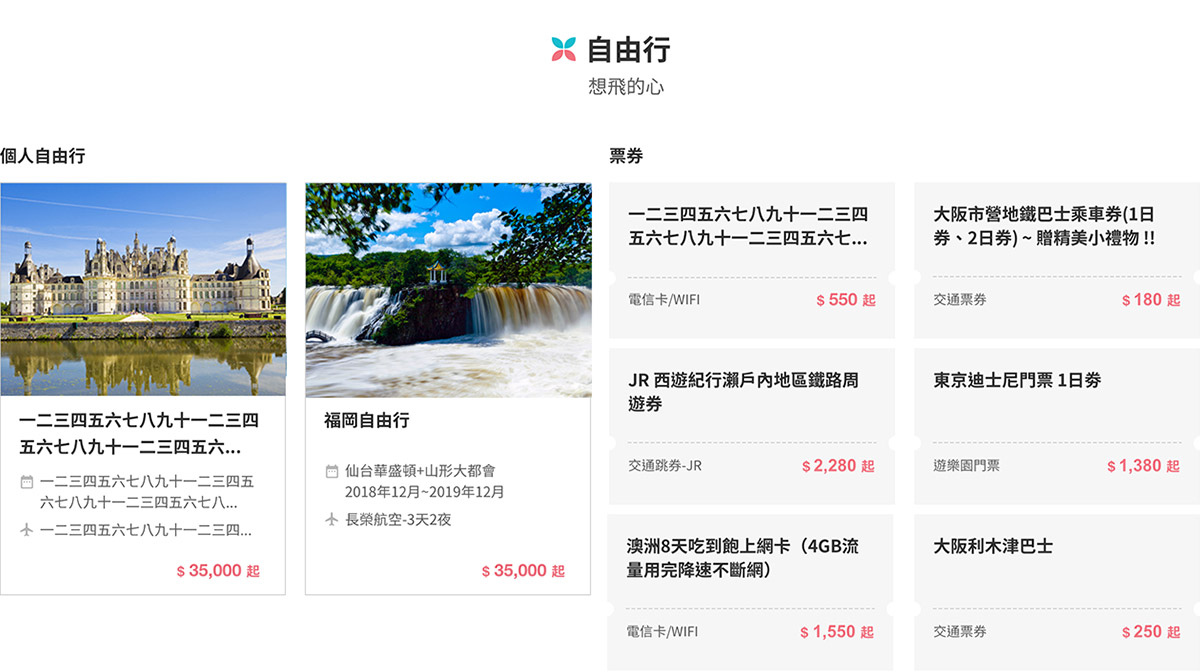 自由行
想飛的心
個人自由行
一二三四五六七八九十一二三四
五六七八九十一二三四五六...
一二三四五六七八九十一二三四五
六七八九十一二三四五六七八...
一二三四五六七八九十一二三四...
$ 35,000 起
福岡自由行
仙台華盛頓+山形大都會
2018年12月~2019年12月
長榮航空-3天2夜
$ 35,000 起
票券
一二三四五六七八九十一二三四
五六七八九十一二三四五六七...
電信卡/WIFI
$ 550 起
大阪市營地鐵巴士乘車券(1日
券、2日券) ~ 贈精美小禮物 !!
交通票券
$ 180 起
JR 西遊紀行瀨戶內地區鐵路周
遊券
交通跳券-JR
$ 2,280 起
東京迪士尼門票 1日劵
遊樂園門票
$ 1,380 起
澳洲8天吃到飽上網卡（4GB流
量用完降速不斷網）
電信卡/WIFI
$ 1,550 起
大阪利木津巴士
交通票券
$ 250 起